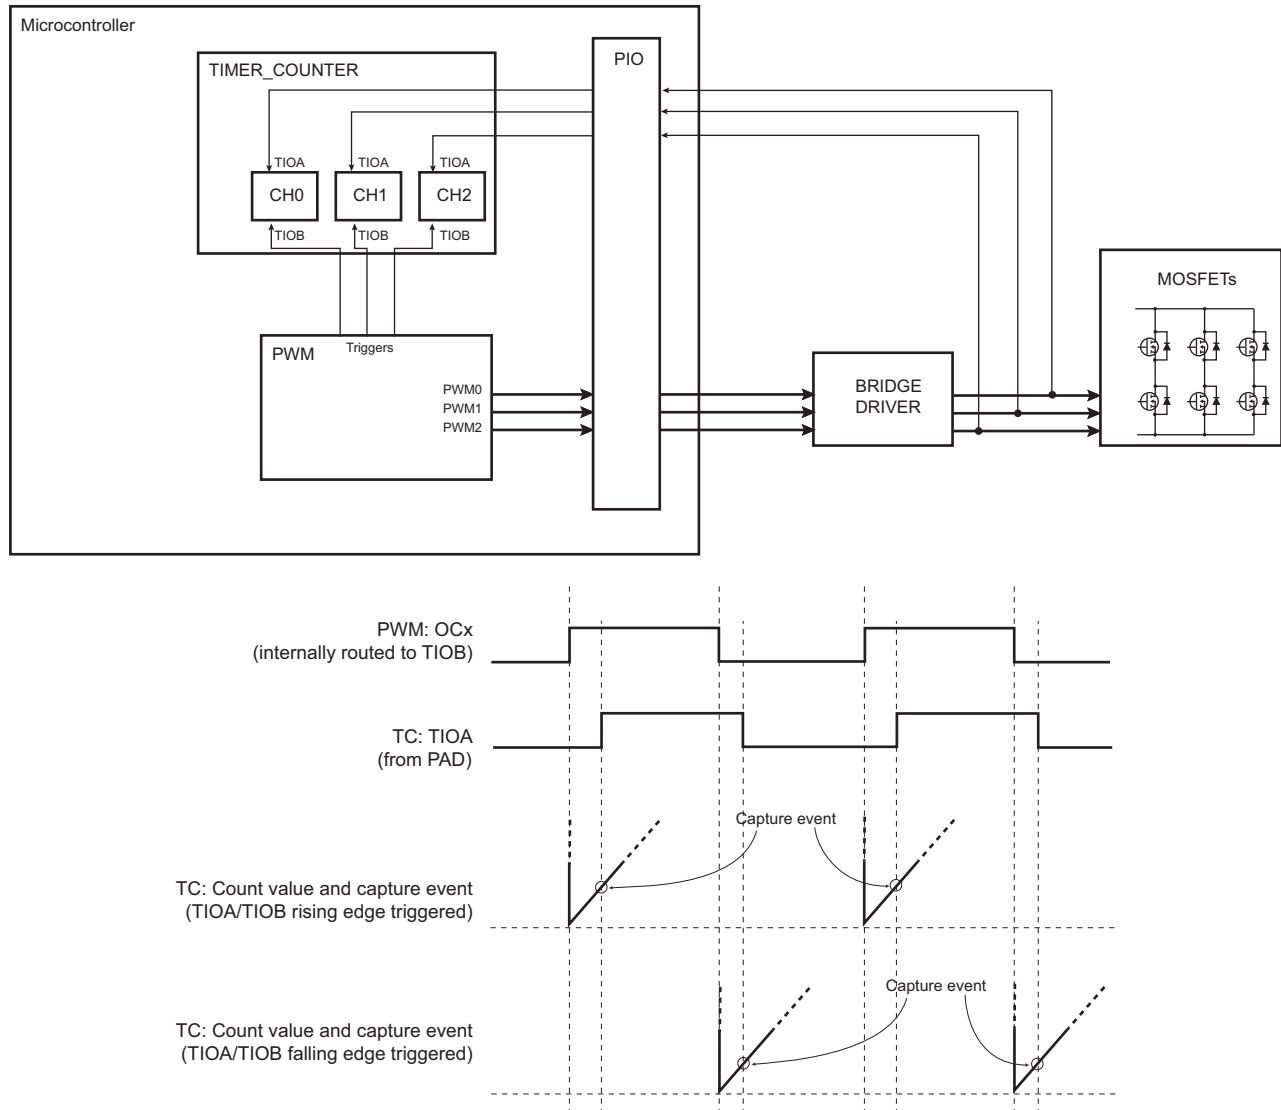 Microcontroller
PIO
TIMER_COUNTER
TIOA TIOA TIOA
CH0 CH1 CH2
TIOB TIOB TIOB
MOSFETs
Triggers
PWM
BRIDGE
DRIVER
PWM0
PWM1
PWM2
PWM: OCx
(internally routed to TIOB)
TC: TIOA
(from PAD)
Capture event
TC: Count value and capture event
(TIOA/TIOB rising edge triggered)
Capture event
TC: Count value and capture event
(TIOA/TIOB falling edge triggered)